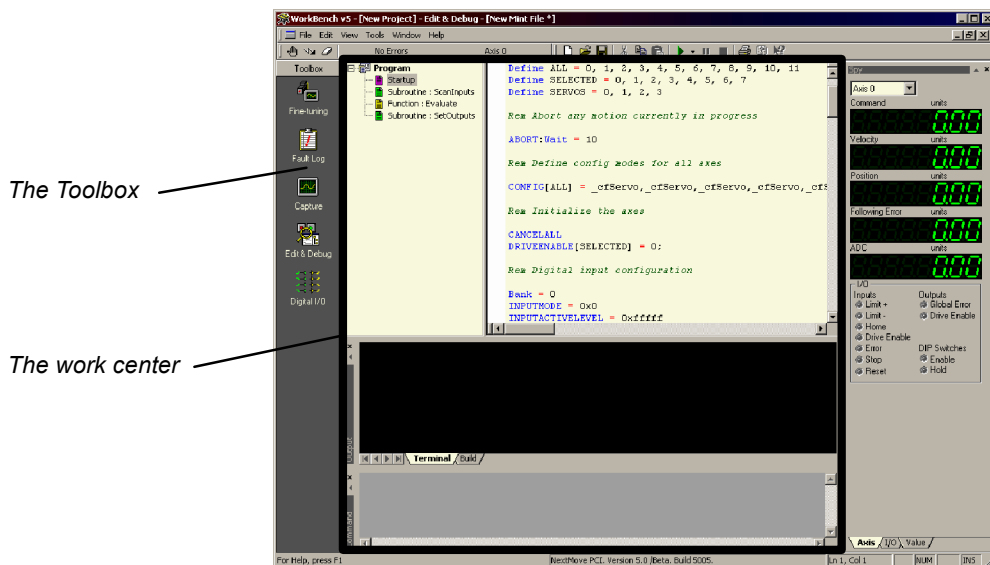 WorkBench v5 - [New Project] - Edit & Debug - [New Mint File *]
File Edit View Tools Window Help
No Errors Axis 0
Toolbox
Fine-tuning
Fault Log
Capture
Edit & Debug
Digital I/O
The Toolbox
The work center
Program
Startup
Subroutine : ScanInputs
Function : Evaluate
Subroutine : SetOutputs
Define ALL = 0, 1, 2, 3, 4, 5, 6, 7, 8, 9, 10, 11
Define SELECTED = 0, 1, 2, 3, 4, 5, 6, 7
Define SERVOS = 0, 1, 2, 3
Rem Abort any motion currently in progress
ABORT:Wait = 10
Rem Define config modes for all axes
CONFIG[ALL] = _cfServo,_cfServo,_cfServo,_cfServo,_cfS
Rem Initialize the axes
CANCELALL
DRIVEENABLE[SELECTED] = 0;
Rem Digital input configuration
Bank = 0
INPUTMODE = 0x0
INPUTACTIVELEVEL = 0xfffff
Output
Terminal Build
Command
Spy
Axis 0
Command units
0.00
Velocity units
0.00
Position units
0.00
Following Error units
0.00
ADC units
0.00
I/O
Inputs Outputs
Limit + Global Error
Limit - Drive Enable
Home
Drive Enable
Error DIP Switches
Stop Enable
Reset Hold
Axis I/O Value
For Help, press F1 NextMove PCI. Version 5.0 /Beta. Build 5005. Ln 1, Col 1 NUM INS